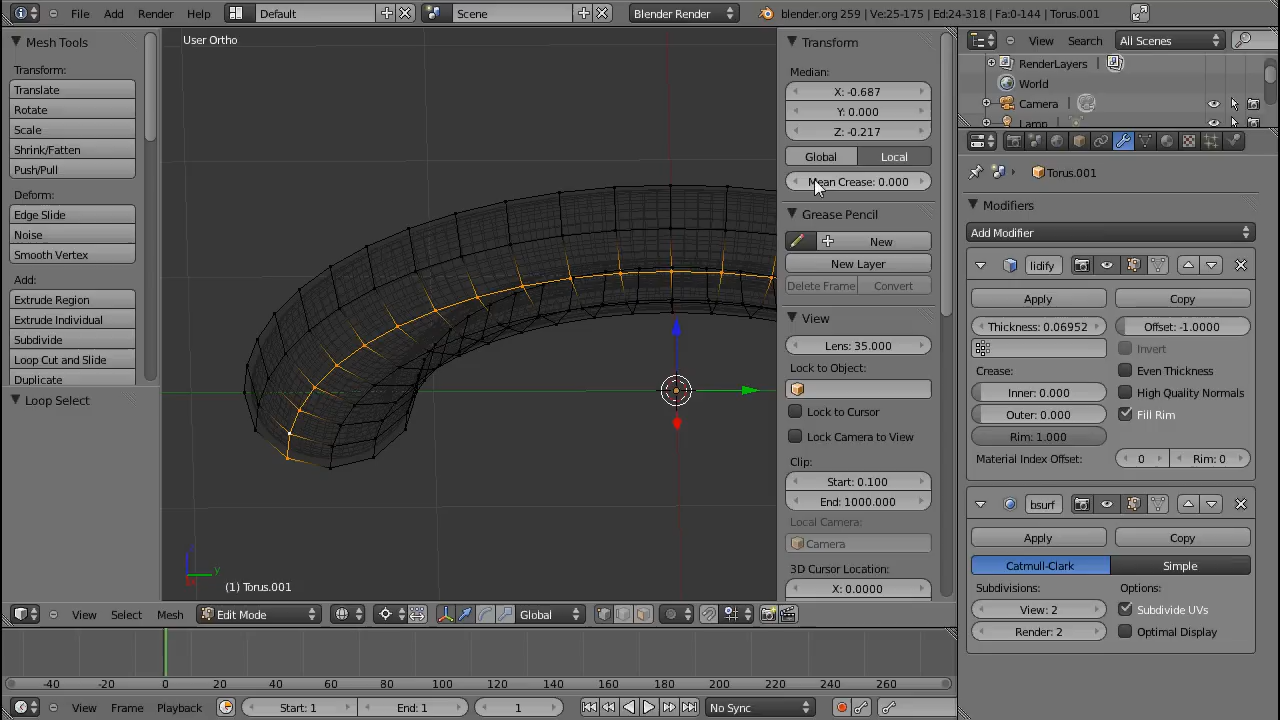 File Add Render Help Default Scene Blender Render blender.org 259 | Ve:25-175 | Ed:24-318 | Fa:0-144 | Torus.001
Mesh Tools
Transform:
Translate
Rotate
Scale
Shrink/Fatten
Push/Pull
Deform:
Edge Slide
Noise
Smooth Vertex
Add:
Extrude Region
Extrude Individual
Subdivide
Loop Cut and Slide
Duplicate
Loop Select
User Ortho
(1) Torus.001
y
Transform
Median:
X: -0.687
Y: 0.000
Z: -0.217
Global Local
Mean Crease: 0.000
Grease Pencil
New
New Layer
Delete Frame Convert
View
Lens: 35.000
Lock to Object:
Lock to Cursor
Lock Camera to View
Clip:
Start: 0.100
End: 1000.000
Local Camera:
Camera
3D Cursor Location:
X: 0.0000
View Search All Scenes
RenderLayers
World
Camera
Lamp
Torus.001
Modifiers
Add Modifier
lidify
Apply Copy
Thickness: 0.06952 Offset: -1.0000
Invert
Crease: Even Thickness
Inner: 0.000 High Quality Normals
Outer: 0.000 Fill Rim
Rim: 1.000
Material Index Offset: 0 Rim: 0
bsurf
Apply Copy
Catmull-Clark Simple
Subdivisions: Options:
View: 2 Subdivide UVs
Render: 2 Optimal Display
View Select Mesh Edit Mode Global
-40 -20 0 20 40 60 80 100 120 140 160 180 200 220 240 260
View Frame Playback Start: 1 End: 1 1 No Sync